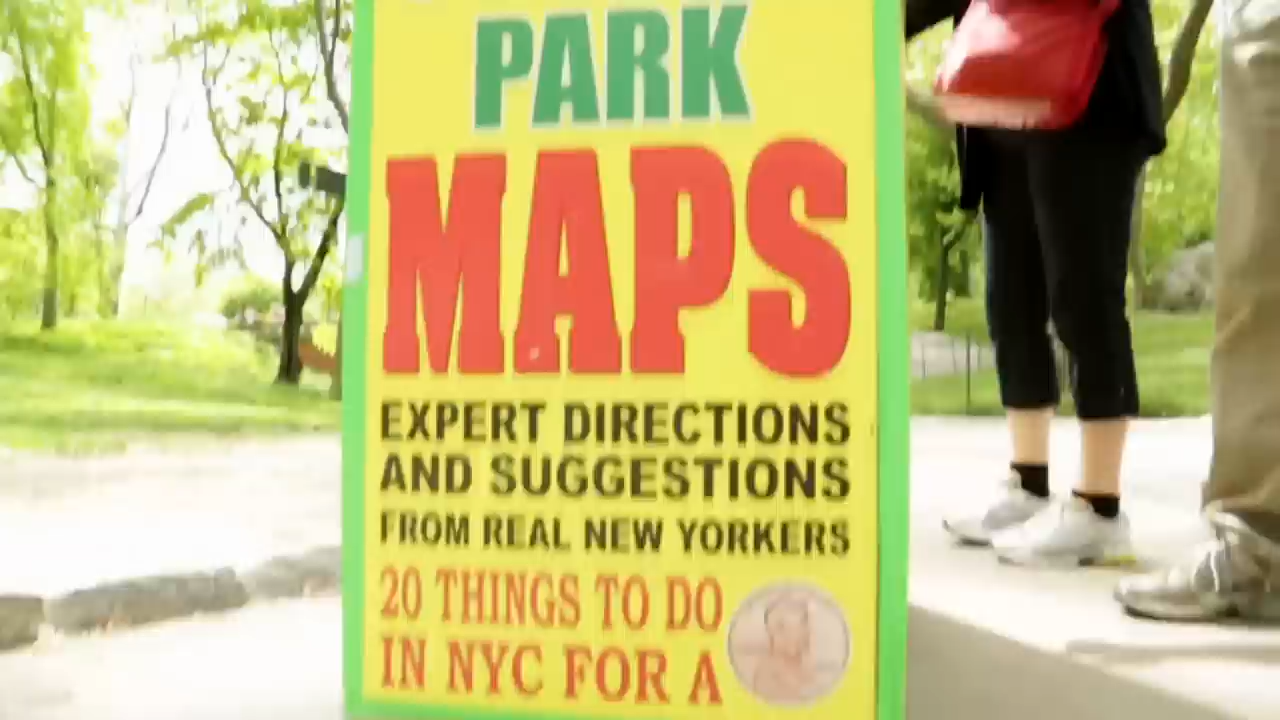 PARK
MAPS
EXPERT DIRECTIONS
AND SUGGESTIONS
FROM REAL NEW YORKERS
20 THINGS TO DO
IN NYC FOR A